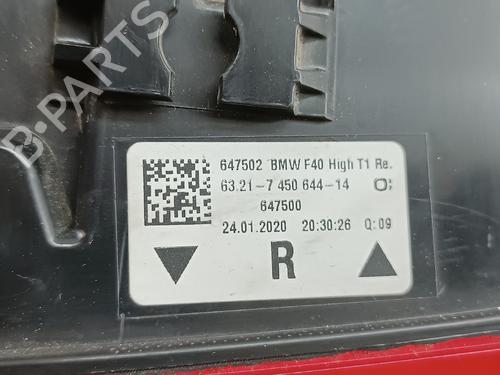 B-PARTS
647502 BMW F40 High T1 Re.
63.21-7 450 644-14
647500
24.01.2020 20:30:26 Q:09
R